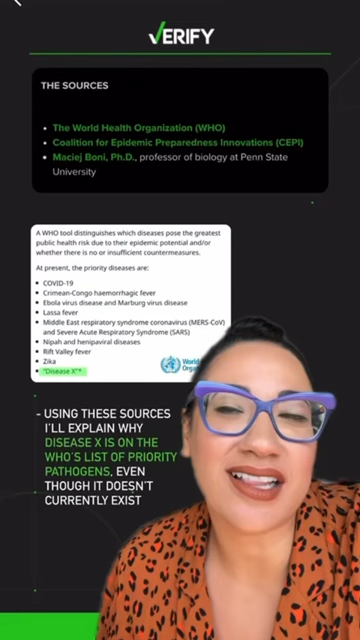 VERIFY
THE SOURCES
• The World Health Organization (WHO)
• Coalition for Epidemic Preparedness Innovations (CEPI)
• Maciej Boni, Ph.D., professor of biology at Penn State
University
A WHO tool distinguishes which diseases pose the greatest
public health risk due to their epidemic potential and/or
whether there is no or insufficient countermeasures.
At present, the priority diseases are:
• COVID-19
• Crimean-Congo haemorrhagic fever
• Ebola virus disease and Marburg virus disease
• Lassa fever
• Middle East respiratory syndrome coronavirus (MERS-CoV)
and Severe Acute Respiratory Syndrome (SARS)
• Nipah and henipaviral diseases
• Rift Valley fever
• Zika
• "Disease X"*
- USING THESE SOURCES
I'LL EXPLAIN WHY
DISEASE X IS ON THE
WHO'S LIST OF PRIORITY
PATHOGENS, EVEN
THOUGH IT DOESN'T
CURRENTLY EXIST